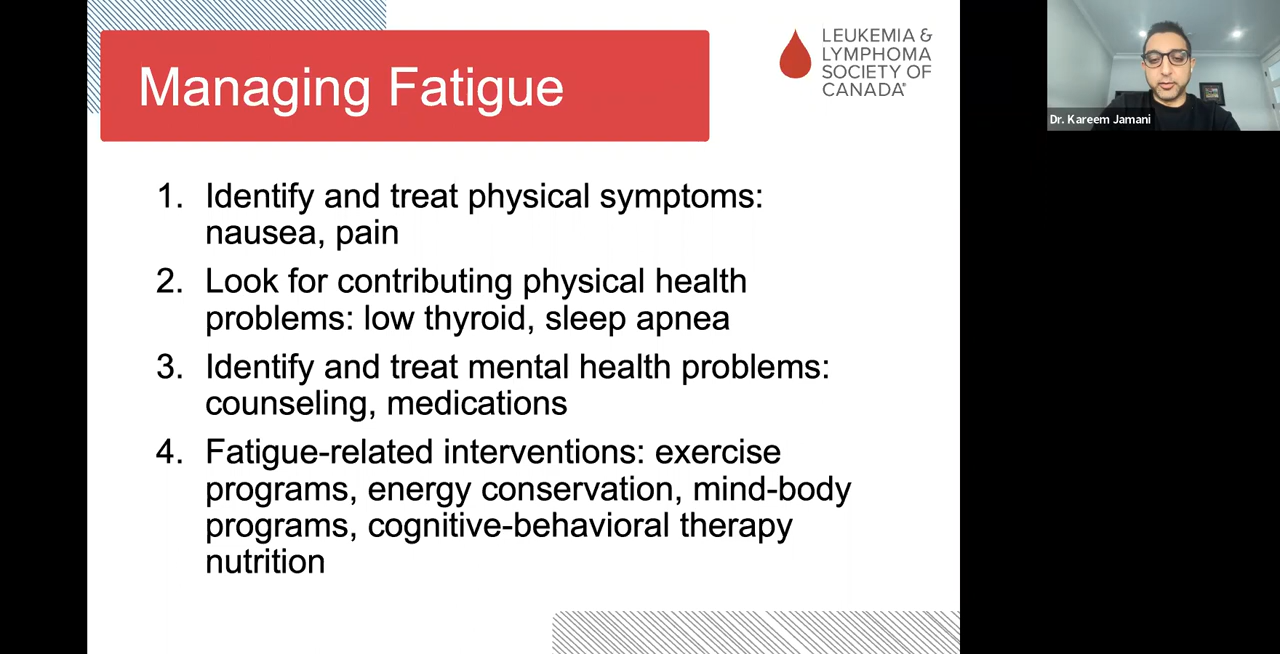 Managing Fatigue
LEUKEMIA &
LYMPHOMA
SOCIETY OF
CANADA®
Dr. Kareem Jamani
1. Identify and treat physical symptoms:
nausea, pain
2. Look for contributing physical health
problems: low thyroid, sleep apnea
3. Identify and treat mental health problems:
counseling, medications
4. Fatigue-related interventions: exercise
programs, energy conservation, mind-body
programs, cognitive-behavioral therapy
nutrition